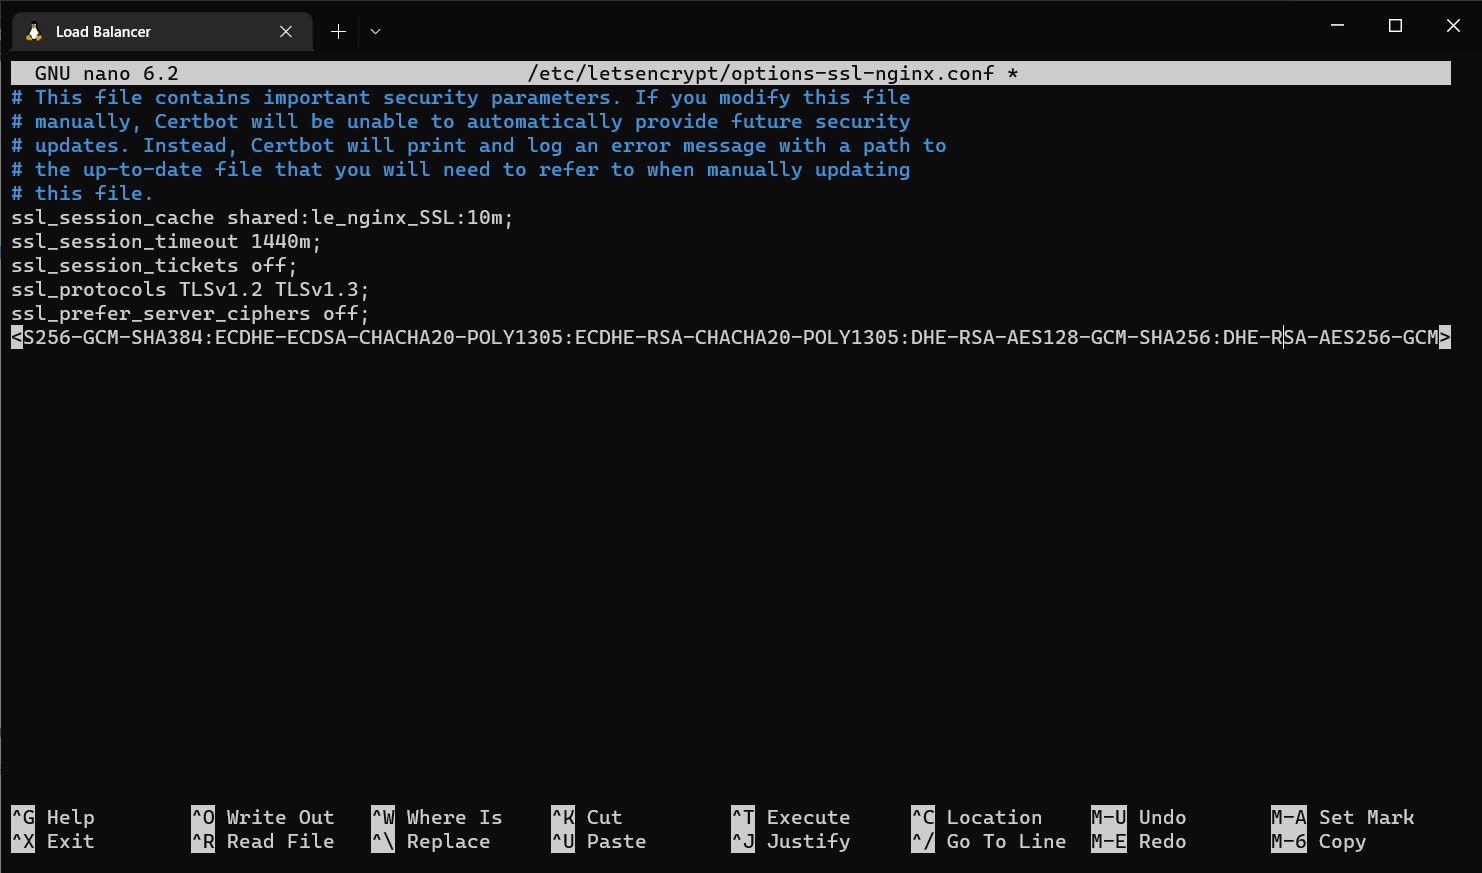 Load Balancer
GNU nano 6.2 /etc/letsencrypt/options-ssl-nginx.conf *
# This file contains important security parameters. If you modify this file
# manually, Certbot will be unable to automatically provide future security
# updates. Instead, Certbot will print and log an error message with a path to
# the up-to-date file that you will need to refer to when manually updating
# this file.
ssl_session_cache shared:le_nginx_SSL:10m;
ssl_session_timeout 1440m;
ssl_session_tickets off;
ssl_protocols TLSv1.2 TLSv1.3;
ssl_prefer_server_ciphers off;
<S256-GCM-SHA384:ECDHE-ECDSA-CHACHA20-POLY1305:ECDHE-RSA-CHACHA20-POLY1305:DHE-RSA-AES128-GCM-SHA256:DHE-RSA-AES256-GCM>
^G Help ^O Write Out ^W Where Is ^K Cut ^T Execute ^C Location M-U Undo M-A Set Mark
^X Exit ^R Read File ^\ Replace ^U Paste ^J Justify ^/ Go To Line M-E Redo M-6 Copy